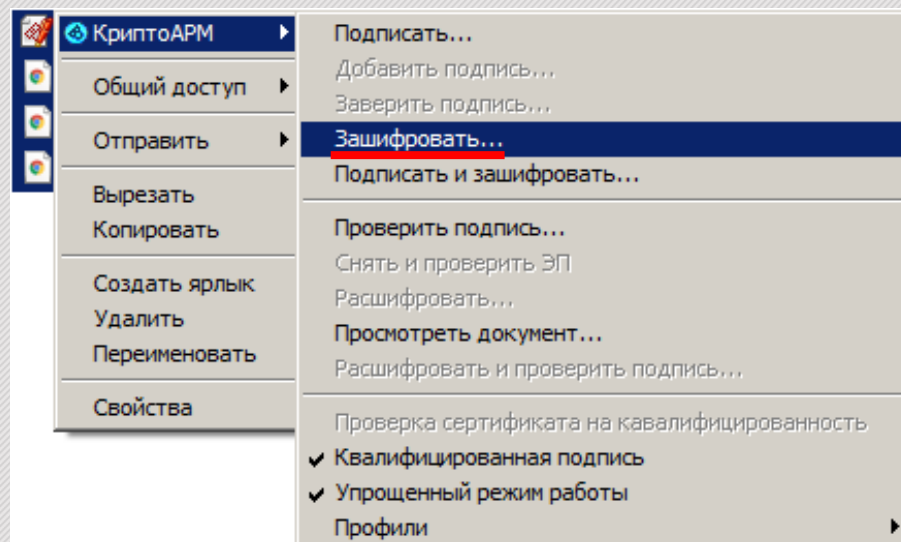 КриптоАРМ
Общий доступ
Отправить
Вырезать
Копировать
Создать ярлык
Удалить
Переименовать
Свойства
Подписать...
Добавить подпись...
Заверить подпись...
Зашифровать...
Подписать и зашифровать...
Проверить подпись...
Снять и проверить ЭП
Расшифровать...
Просмотреть документ...
Расшифровать и проверить подпись...
Проверка сертификата на кавалифицированность
Квалифицированная подпись
Упрощенный режим работы
Профили